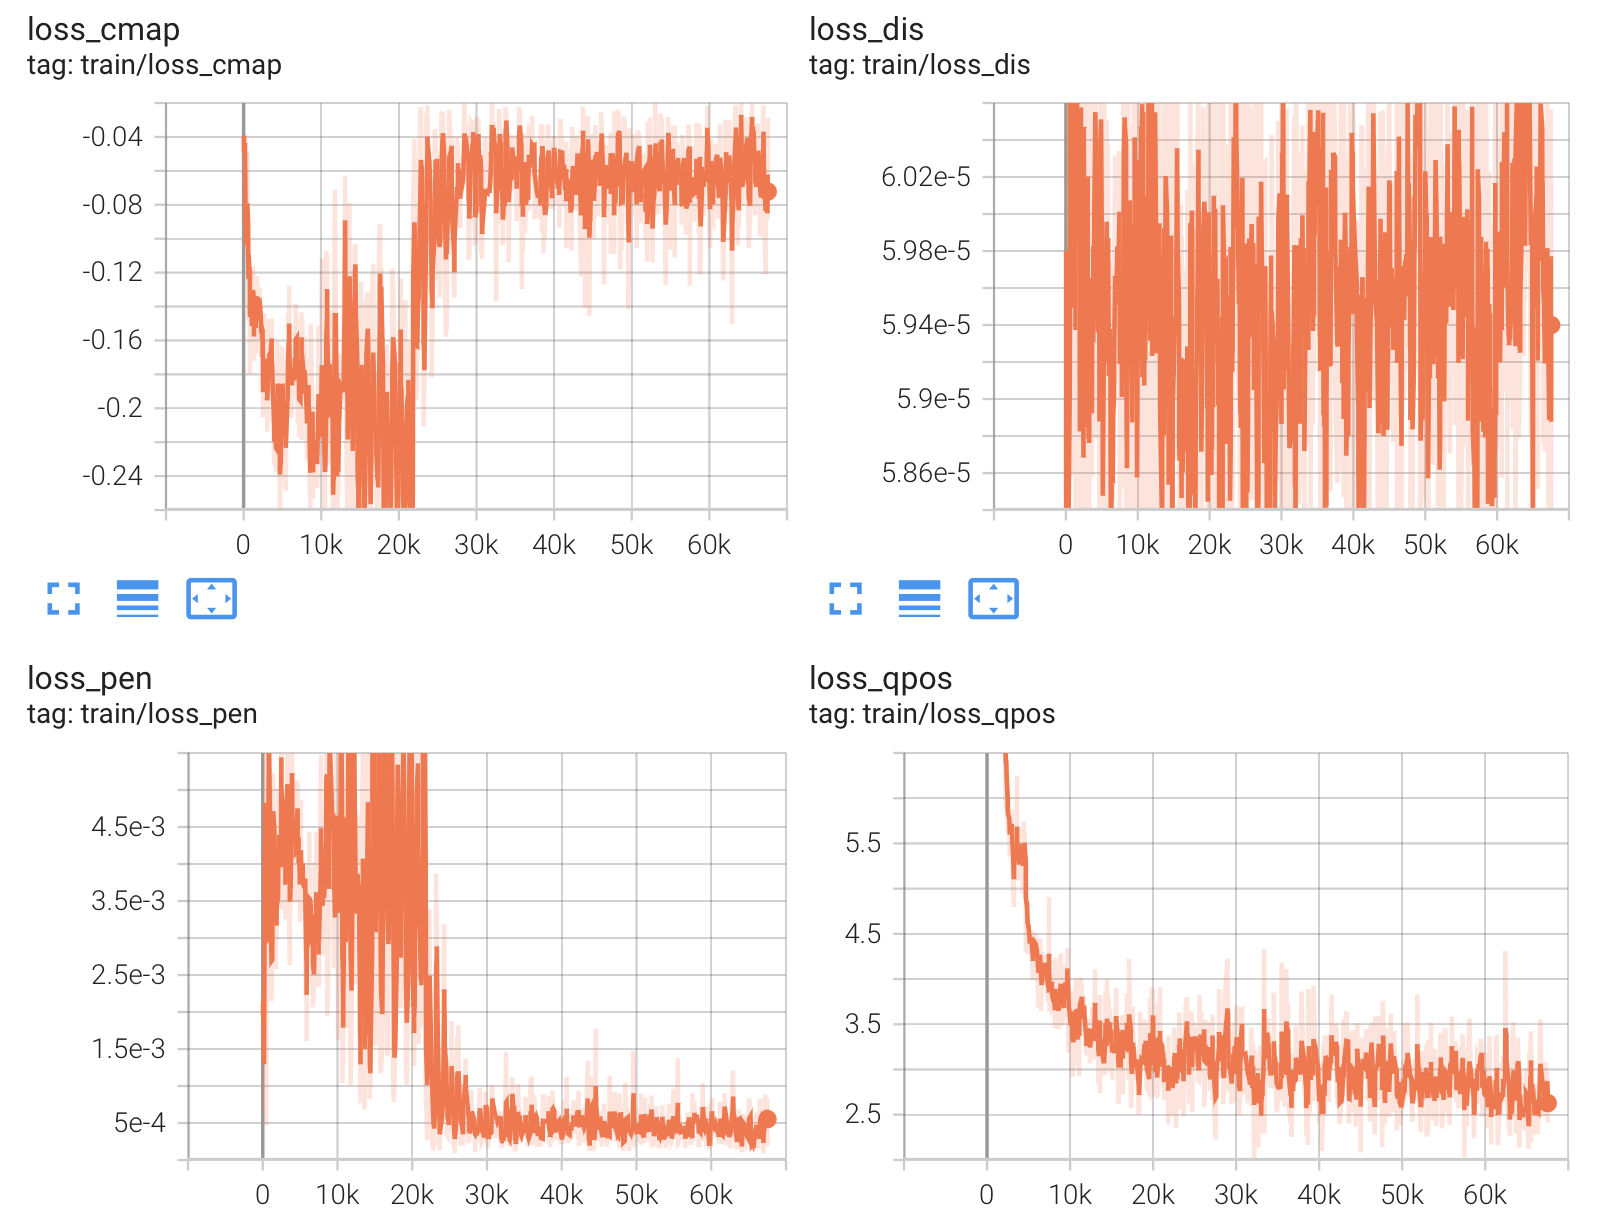 loss_cmap
tag: train/loss_cmap
-0.04
-0.08
-0.12
-0.16
-0.2
-0.24
0 10k 20k 30k 40k 50k 60k
loss_dis
tag: train/loss_dis
6.02e-5
5.98e-5
5.94e-5
5.9e-5
5.86e-5
0 10k 20k 30k 40k 50k 60k
loss_pen
tag: train/loss_pen
4.5e-3
3.5e-3
2.5e-3
1.5e-3
5e-4
0 10k 20k 30k 40k 50k 60k
loss_qpos
tag: train/loss_qpos
5.5
4.5
3.5
2.5
0 10k 20k 30k 40k 50k 60k